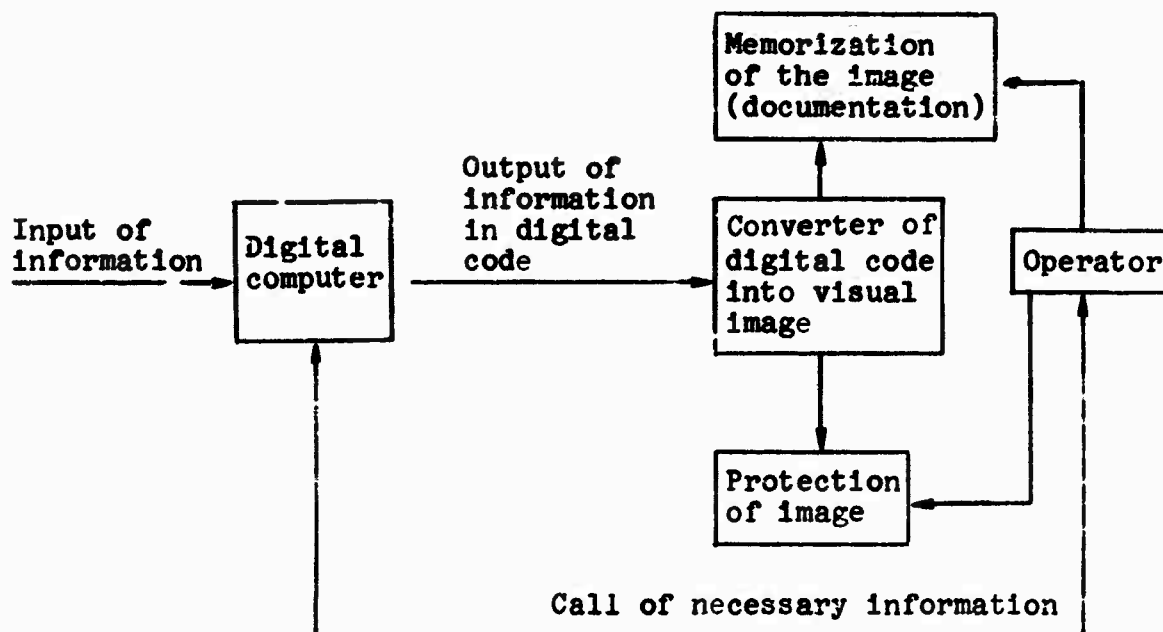 Memorization
of the image
(documentation)
Output of
information
in digital
code
Input of
information
Digital
computer
Converter of
digital code
into visual
image
Operator
Protection
of image
Call of necessary information